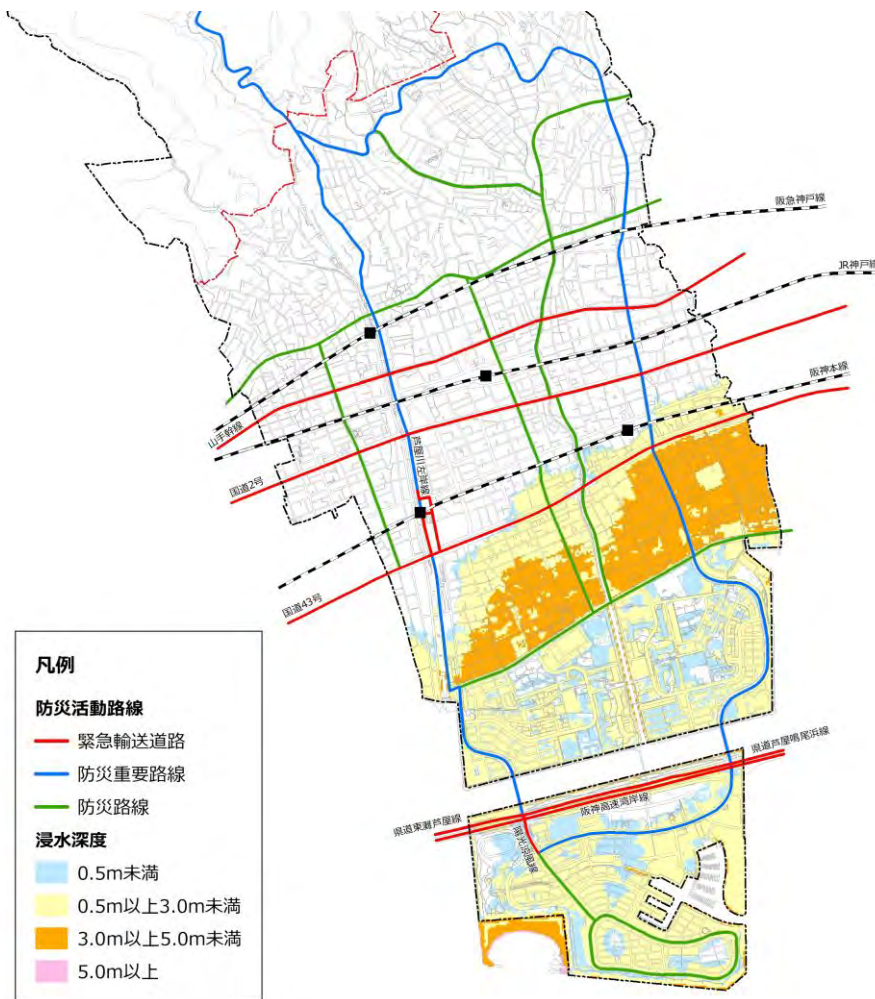 阪急神戸線
JR神戸線
阪神本線
山手幹線
国道2号
芦屋川左岸線
国道43号
県道芦屋鳴尾浜線
阪神高速湾岸線
県道東灘芦屋線
陽光涼風線
凡例
防災活動路線
緊急輸送道路
防災重要路線
防災路線
浸水深度
0.5m未満
0.5m以上3.0m未満
3.0m以上5.0m未満
5.0m以上